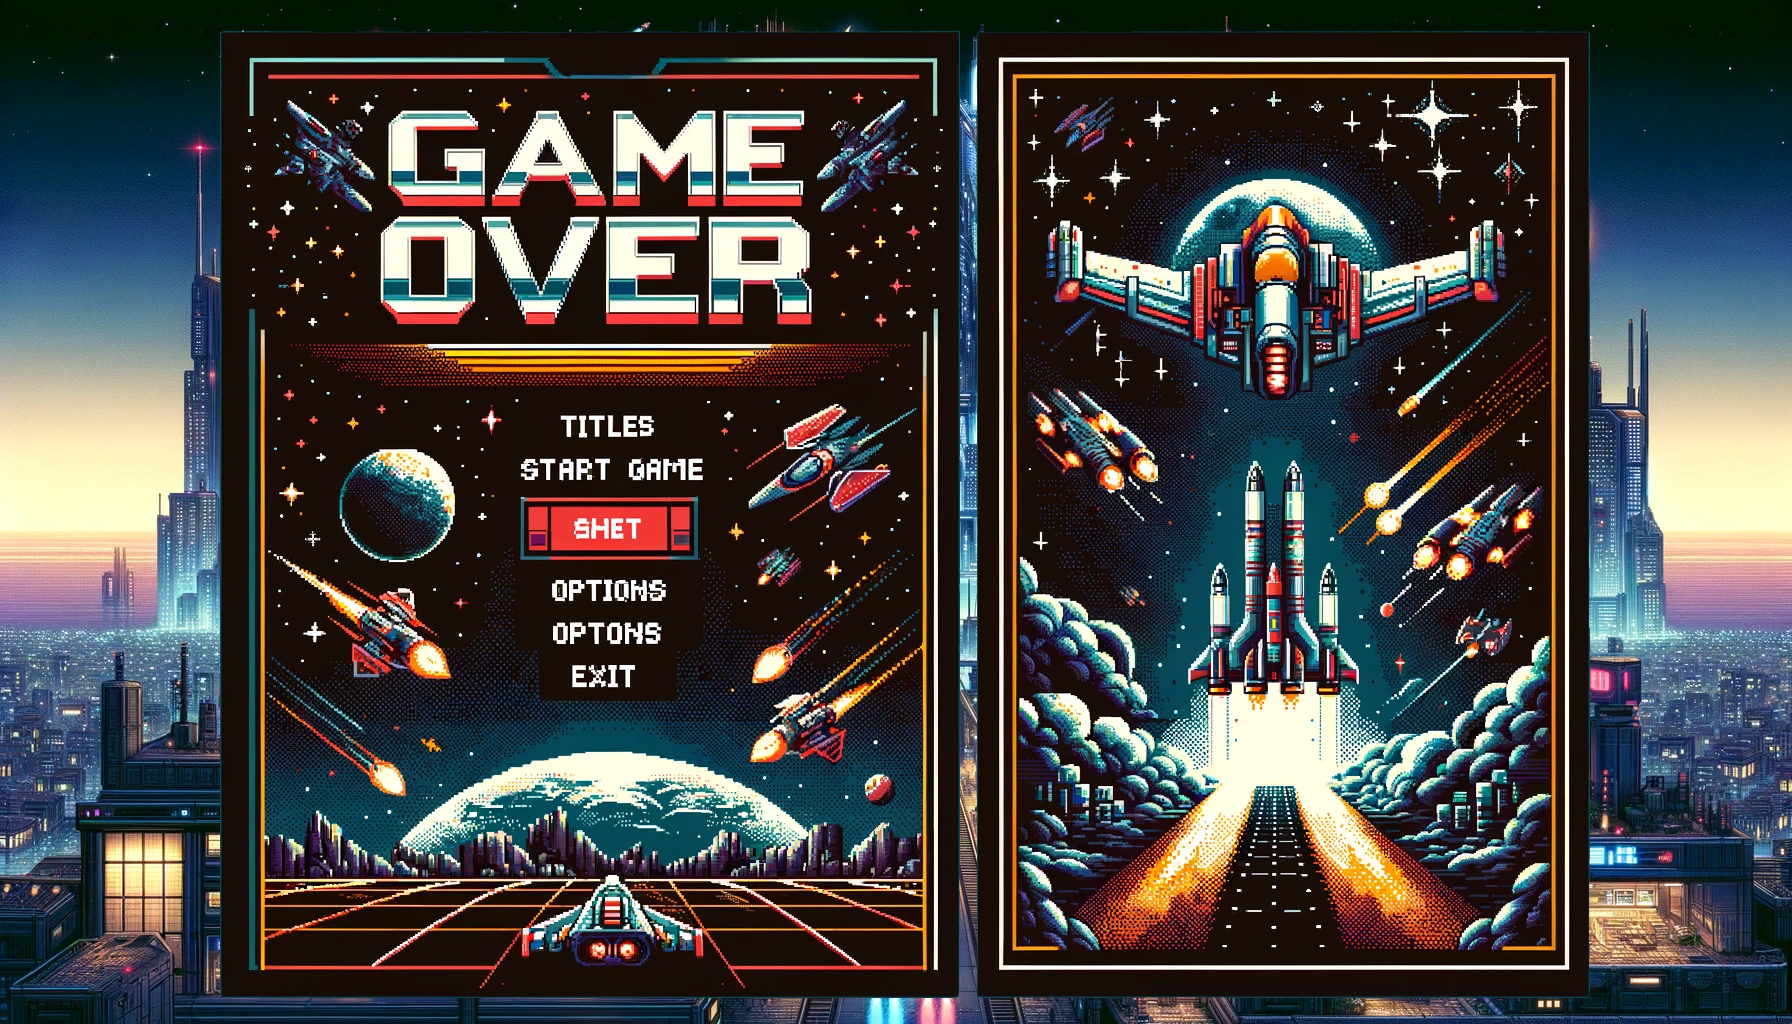 GAME
OVER
TITLES
START GAME
SHET
OPTIONS
OPTONS
EXIT